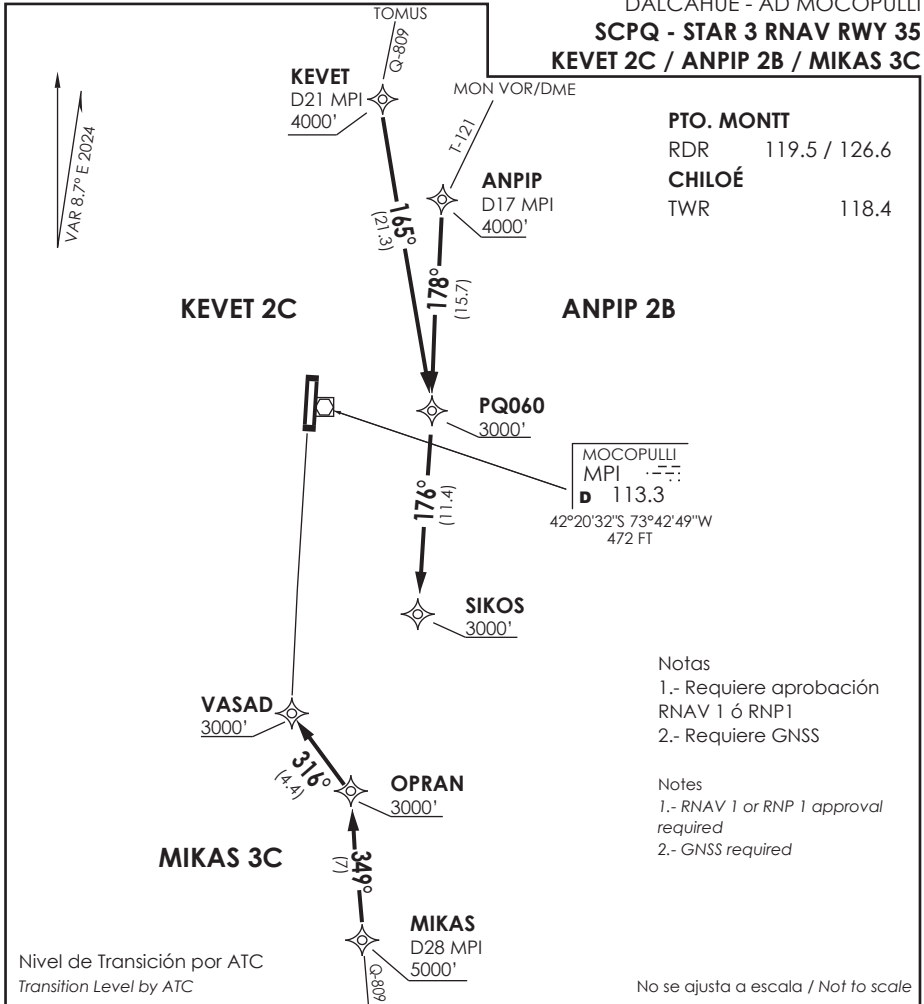 DALCAHUE - AD MOCOPULLI
SCPQ - STAR 3 RNAV RWY 35
KEVET 2C / ANPIP 2B / MIKAS 3C
TOMUS
Q-809
KEVET
D21 MPI
4000'
MON VOR/DME
T-121
VAR 8.7° E 2024
PTO. MONTT
RDR 119.5 / 126.6
CHILOÉ
TWR 118.4
ANPIP
D17 MPI
4000'
165°
(21.3)
178°
(15.7)
KEVET 2C
ANPIP 2B
PQ060
3000'
MOCOPULLI
MPI
D 113.3
42°20'32"S 73°42'49"W
472 FT
176°
(11.4)
SIKOS
3000'
Notas
1.- Requiere aprobación
RNAV 1 ó RNP1
2.- Requiere GNSS
VASAD
3000'
316°
(4.4)
OPRAN
3000'
Notes
1.- RNAV 1 or RNP 1 approval
required
2.- GNSS required
MIKAS 3C
349°
(7)
MIKAS
D28 MPI
5000'
Q-809
Nivel de Transición por ATC
Transition Level by ATC
No se ajusta a escala / Not to scale